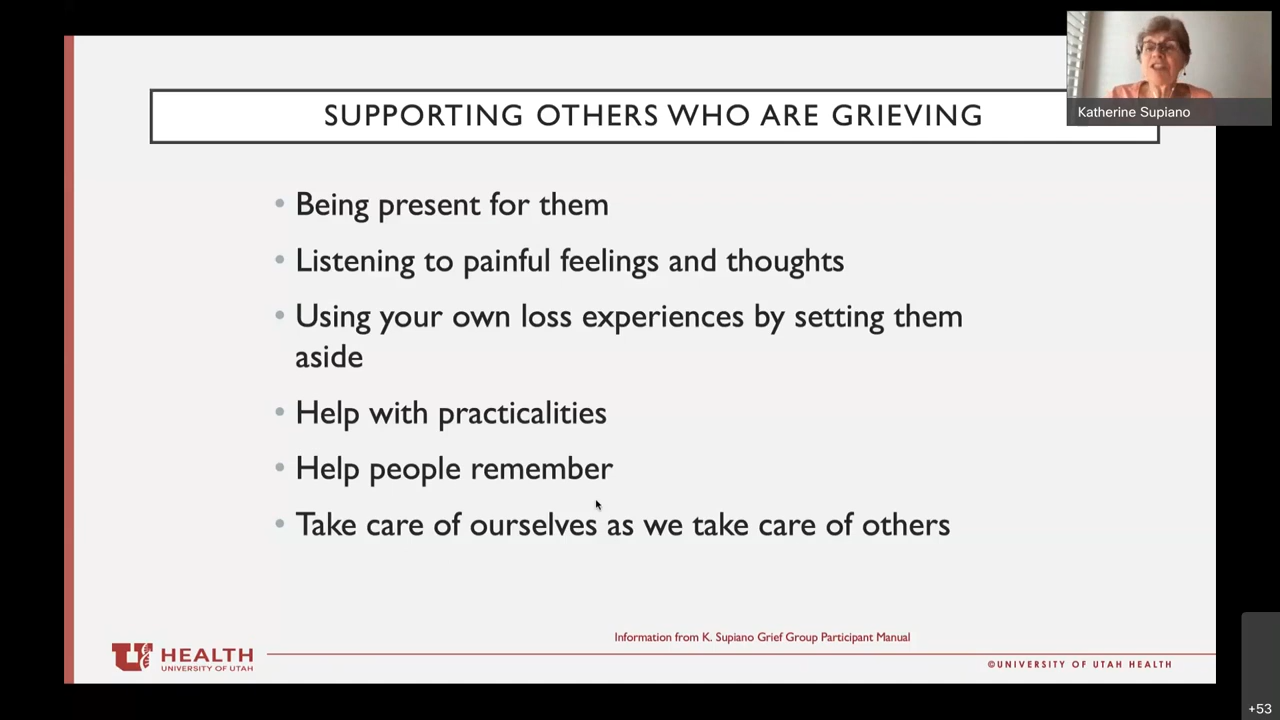 SUPPORTING OTHERS WHO ARE GRIEVING
Katherine Supiano
• Being present for them
• Listening to painful feelings and thoughts
• Using your own loss experiences by setting them
aside
• Help with practicalities
• Help people remember
• Take care of ourselves as we take care of others
Information from K. Supiano Grief Group Participant Manual
U HEALTH
UNIVERSITY OF UTAH
©UNIVERSITY OF UTAH HEALTH
+53